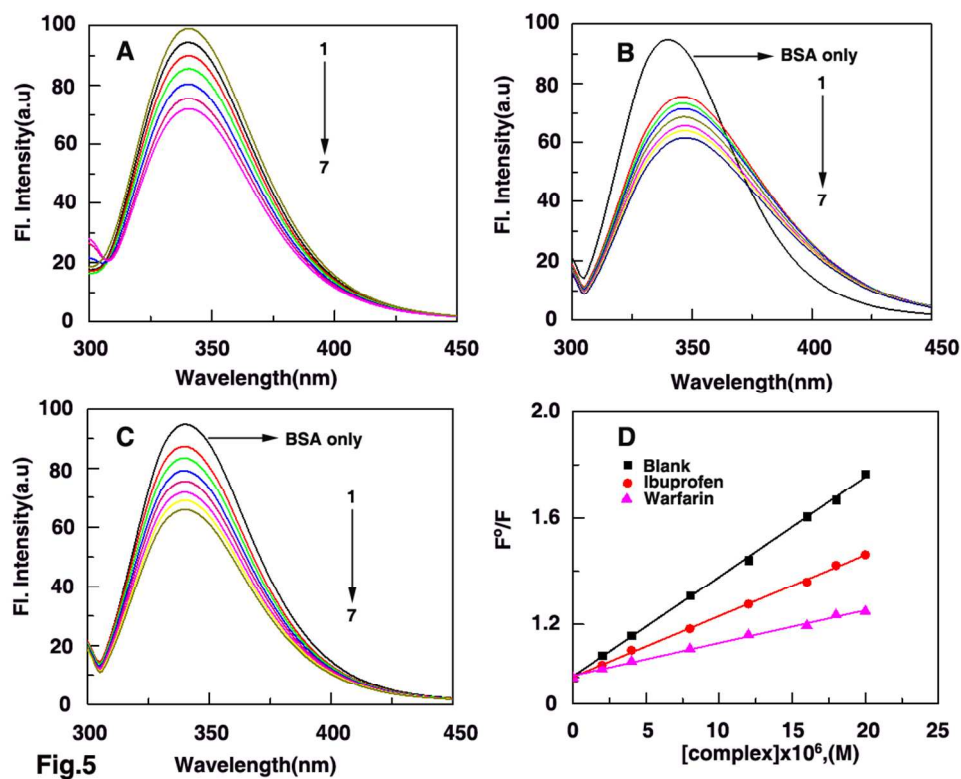 100
80
60
40
20
0
Fl. Intensity(a.u)
A
1
7
300
350
400
450
Wavelength(nm)
100
80
60
40
20
0
Fl. Intensity(a.u)
B
BSA only
1
7
300
350
400
450
Wavelength(nm)
100
80
60
40
20
0
Fl. Intensity(a.u)
C
BSA only
1
7
300
350
400
450
Wavelength(nm)
2.0
1.6
1.2
0
F⁰/F
D
Blank
Ibuprofen
Warfarin
0
5
10
15
20
25
[complex]x10⁶,(M)
Fig.5